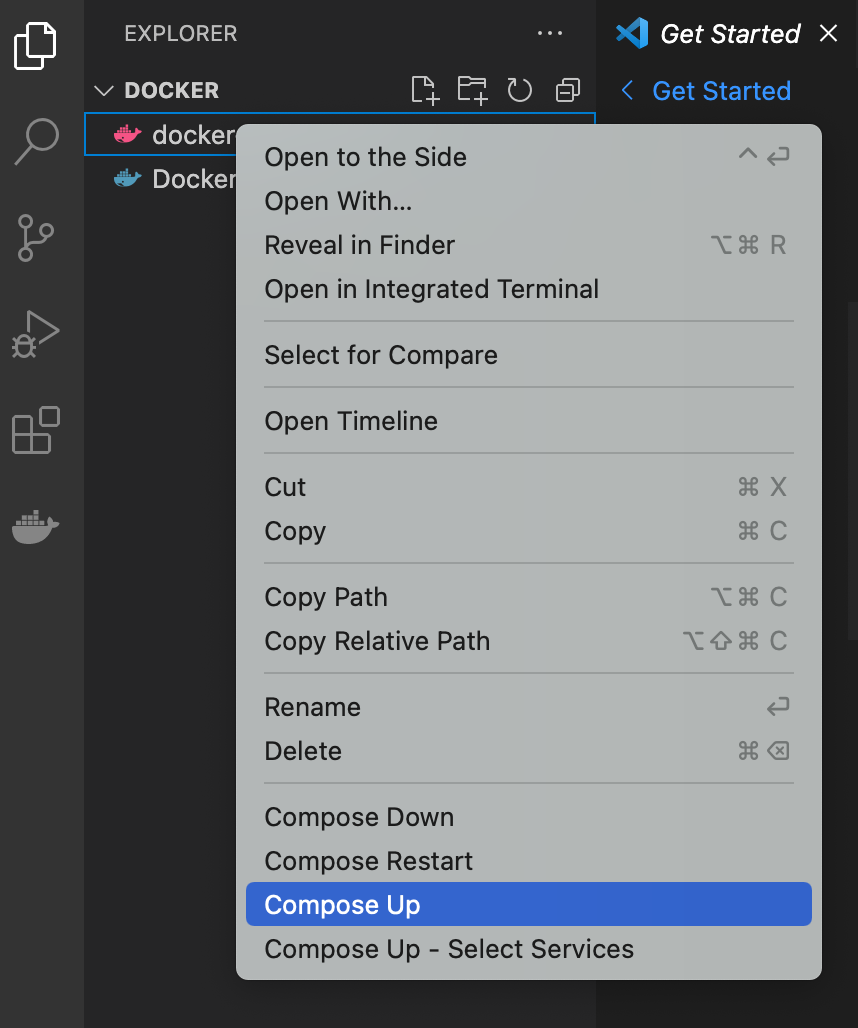 EXPLORER
Get Started
DOCKER
Get Started
docker
Docker
Open to the Side ^ ↩
Open With...
Reveal in Finder ⌥⌘ R
Open in Integrated Terminal
Select for Compare
Open Timeline
Cut ⌘ X
Copy ⌘ C
Copy Path ⌥⌘ C
Copy Relative Path ⌥⇧⌘ C
Rename ↩
Delete ⌘⌫
Compose Down
Compose Restart
Compose Up
Compose Up - Select Services